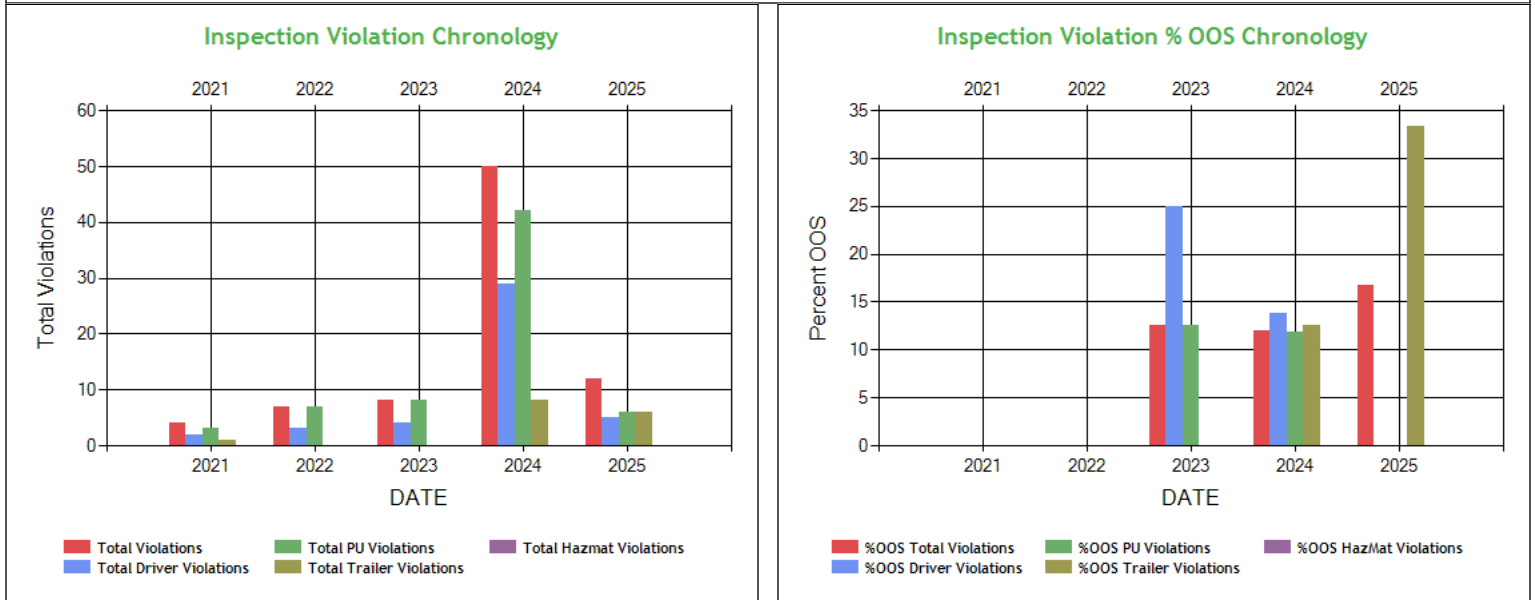 Inspection Violation Chronology
2021 2022 2023 2024 2025
60
50
40
30
20
10
0
Total Violations
2021 2022 2023 2024 2025
DATE
Total Violations Total PU Violations Total Hazmat Violations
Total Driver Violations Total Trailer Violations
Inspection Violation % OOS Chronology
2021 2022 2023 2024 2025
35
30
25
20
15
10
5
0
Percent OOS
2021 2022 2023 2024 2025
DATE
%OOS Total Violations %OOS PU Violations %OOS HazMat Violations
%OOS Driver Violations %OOS Trailer Violations